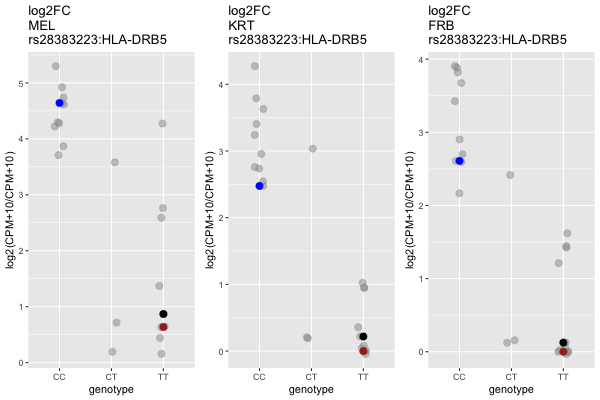 log2FC
MEL
rs28383223:HLA-DRB5
log2(CPM+10/CPM+10)
5
4
3
2
1
0
CC
CT
TT
genotype
log2FC
KRT
rs28383223:HLA-DRB5
log2(CPM+10/CPM+10)
4
3
2
1
0
CC
CT
TT
genotype
log2FC
FRB
rs28383223:HLA-DRB5
log2(CPM+10/CPM+10)
4
3
2
1
0
CC
CT
TT
genotype